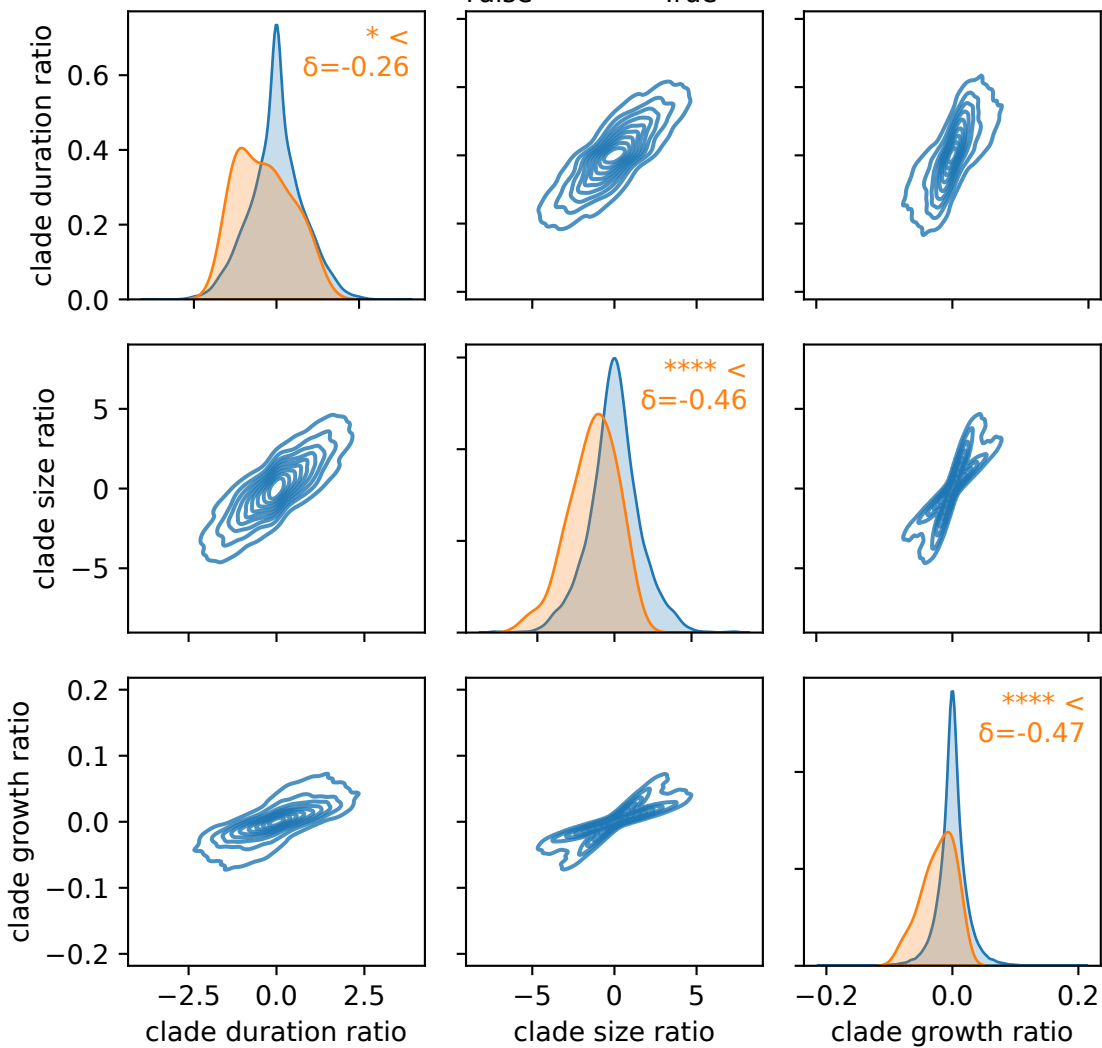 clade duration ratio
0.6
0.4
0.2
0.0
* <
δ=-0.26
clade size ratio
5
0
−5
**** <
δ=-0.46
clade growth ratio
0.2
0.1
0.0
−0.1
−0.2
**** <
δ=-0.47
−2.5 0.0 2.5
−5 0 5
−0.2 0.0 0.2
clade duration ratio
clade size ratio
clade growth ratio